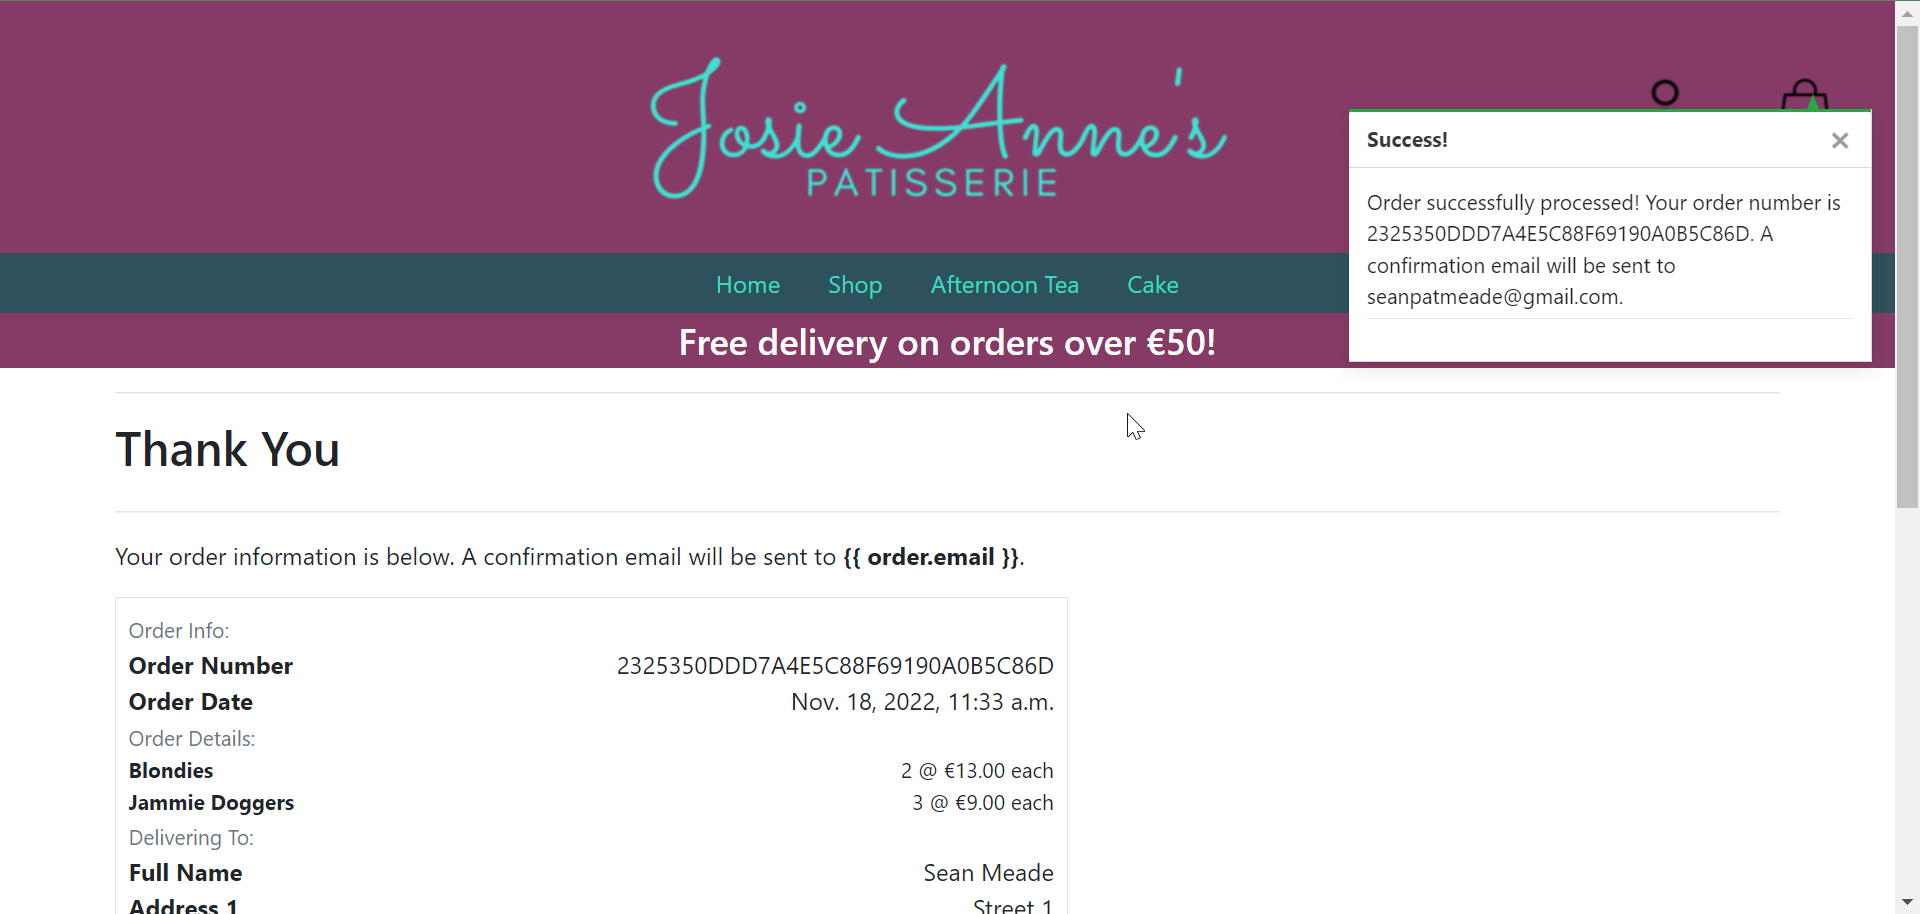 Josie Anne's
PATISSERIE
Success!
×
Order successfully processed! Your order number is
2325350DDD7A4E5C88F69190A0B5C86D. A
confirmation email will be sent to
seanpatmeade@gmail.com.
Home Shop Afternoon Tea Cake
Free delivery on orders over €50!
Thank You
Your order information is below. A confirmation email will be sent to {{ order.email }}.
Order Info:
Order Number 2325350DDD7A4E5C88F69190A0B5C86D
Order Date Nov. 18, 2022, 11:33 a.m.
Order Details:
Blondies 2 @ €13.00 each
Jammie Doggers 3 @ €9.00 each
Delivering To:
Full Name Sean Meade
Address 1 Street 1